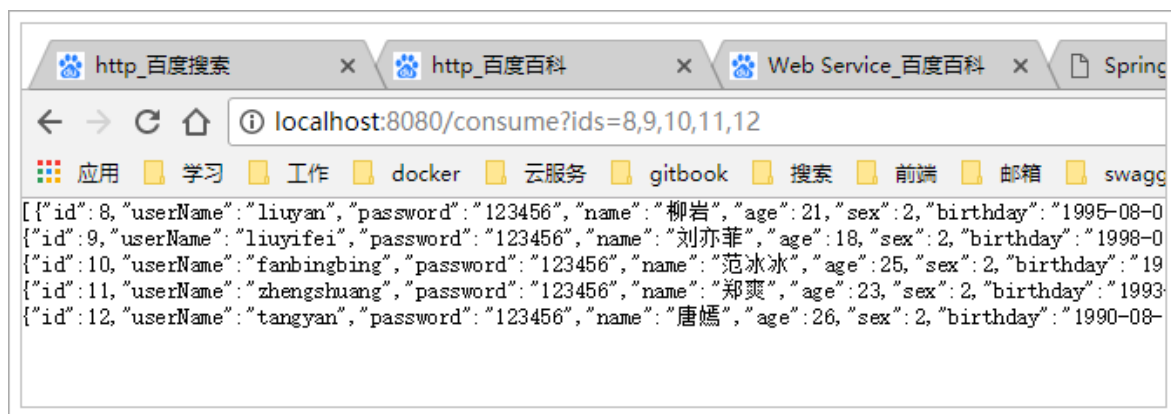 http_百度搜索 × http_百度百科 × Web Service_百度百科 × Spring
localhost:8080/consume?ids=8,9,10,11,12
应用 学习 工作 docker 云服务 gitbook 搜索 前端 邮箱 swagg
[{"id":8,"userName":"liuyan","password":"123456","name":"柳岩","age":21,"sex":2,"birthday":"1995-08-0
{"id":9,"userName":"liuyifei","password":"123456","name":"刘亦菲","age":18,"sex":2,"birthday":"1998-0
{"id":10,"userName":"fanbingbing","password":"123456","name":"范冰冰","age":25,"sex":2,"birthday":"19
{"id":11,"userName":"zhengshuang","password":"123456","name":"郑爽","age":23,"sex":2,"birthday":"1993-
{"id":12,"userName":"tangyan","password":"123456","name":"唐嫣","age":26,"sex":2,"birthday":"1990-08-